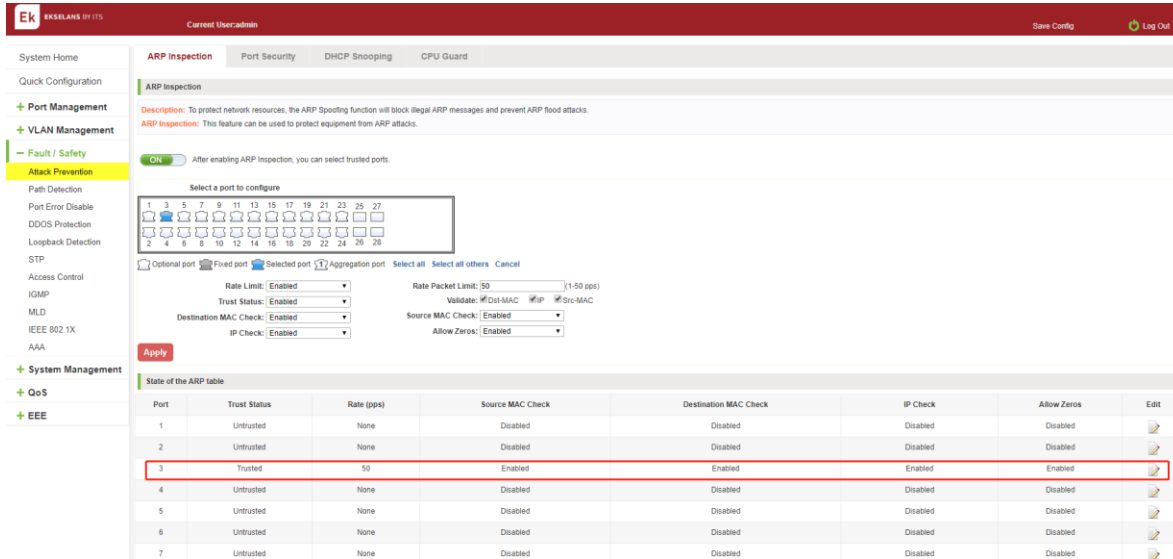 Ek EKSELANS BY ITS
Current User:admin
Save Config
Log Out
System Home
Quick Configuration
+ Port Management
+ VLAN Management
− Fault / Safety
Attack Prevention
Path Detection
Port Error Disable
DDOS Protection
Loopback Detection
STP
Access Control
IGMP
MLD
IEEE 802.1X
AAA
+ System Management
+ QoS
+ EEE
ARP Inspection Port Security DHCP Snooping CPU Guard
ARP Inspection
Description: To protect network resources, the ARP Spoofing function will block illegal ARP messages and prevent ARP flood attacks.
ARP Inspection: This feature can be used to protect equipment from ARP attacks.
ON After enabling ARP Inspection, you can select trusted ports.
Select a port to configure
1 3 5 7 9 11 13 15 17 19 21 23 25 27
2 4 6 8 10 12 14 16 18 20 22 24 26 28
Optional port Fixed port Selected port 1 Aggregation port Select all Select all others Cancel
Rate Limit: Enabled Rate Packet Limit: 50 (1-50 pps)
Trust Status: Enabled Validate: Dst-MAC IP Src-MAC
Destination MAC Check: Enabled Source MAC Check: Enabled
IP Check: Enabled Allow Zeros: Enabled
Apply
State of the ARP table
Port Trust Status Rate (pps) Source MAC Check Destination MAC Check IP Check Allow Zeros Edit
1 Untrusted None Disabled Disabled Disabled Disabled
2 Untrusted None Disabled Disabled Disabled Disabled
3 Trusted 50 Enabled Enabled Enabled Enabled
4 Untrusted None Disabled Disabled Disabled Disabled
5 Untrusted None Disabled Disabled Disabled Disabled
6 Untrusted None Disabled Disabled Disabled Disabled
7 Untrusted None Disabled Disabled Disabled Disabled